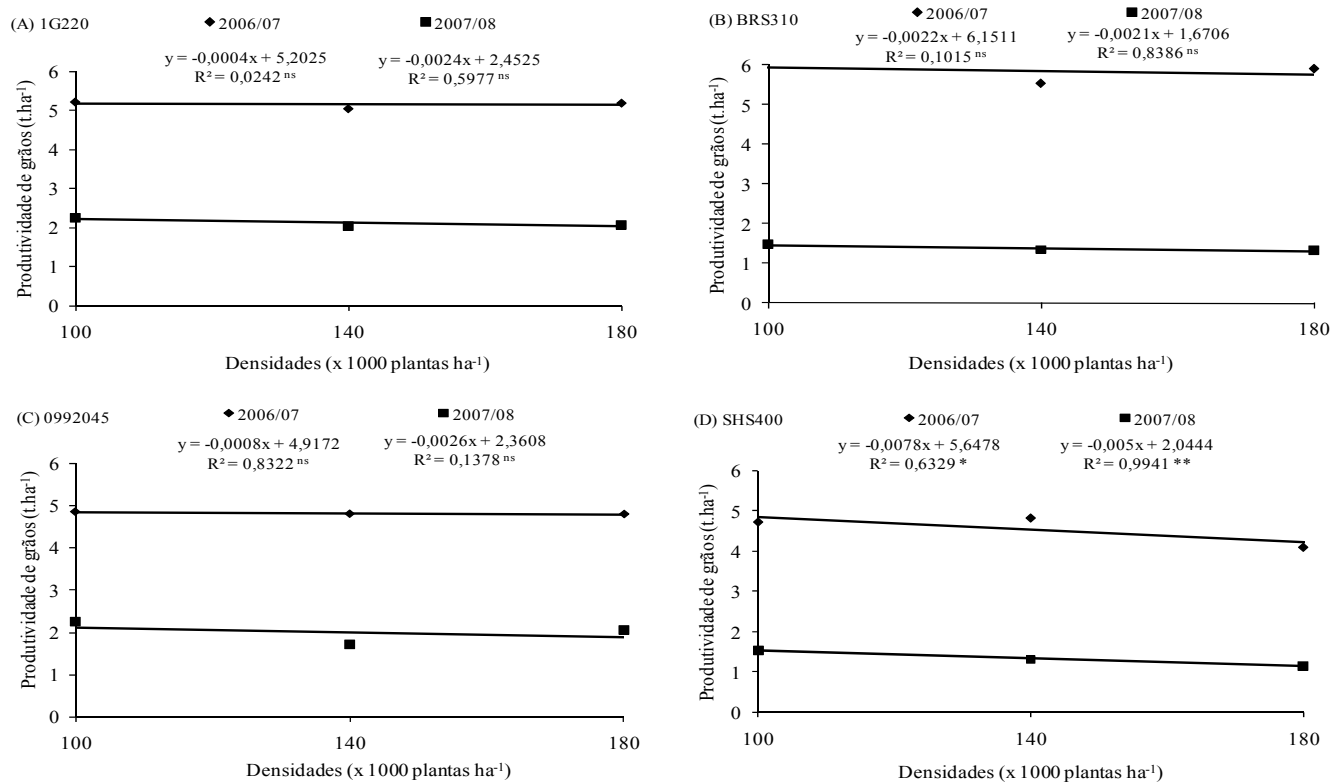 (A) 1G220
2006/07 2007/08
y = -0,0004x + 5,2025 y = -0,0024x + 2,4525
R² = 0,0242 ns R² = 0,5977 ns
Produtividade de grãos (t.ha-1)
6
5
4
3
2
1
0
100 140 180
Densidades (x 1000 plantas ha-1)
(B) BRS310
2006/07 2007/08
y = -0,0022x + 6,1511 y = -0,0021x + 1,6706
R² = 0,1015 ns R² = 0,8386 ns
Produtividade de grãos (t.ha-1)
6
5
4
3
2
1
0
100 140 180
Densidades (x 1000 plantas ha-1)
(C) 0992045
2006/07 2007/08
y = -0,0008x + 4,9172 y = -0,0026x + 2,3608
R² = 0,8322 ns R² = 0,1378 ns
Produtividade de grãos (t.ha-1)
6
5
4
3
2
1
0
100 140 180
Densidades (x 1000 plantas ha-1)
(D) SHS400
2006/07 2007/08
y = -0,0078x + 5,6478 y = -0,005x + 2,0444
R² = 0,6329 * R² = 0,9941 **
Produtividade de grãos (t.ha-1)
6
5
4
3
2
1
0
100 140 180
Densidades (x 1000 plantas ha-1)